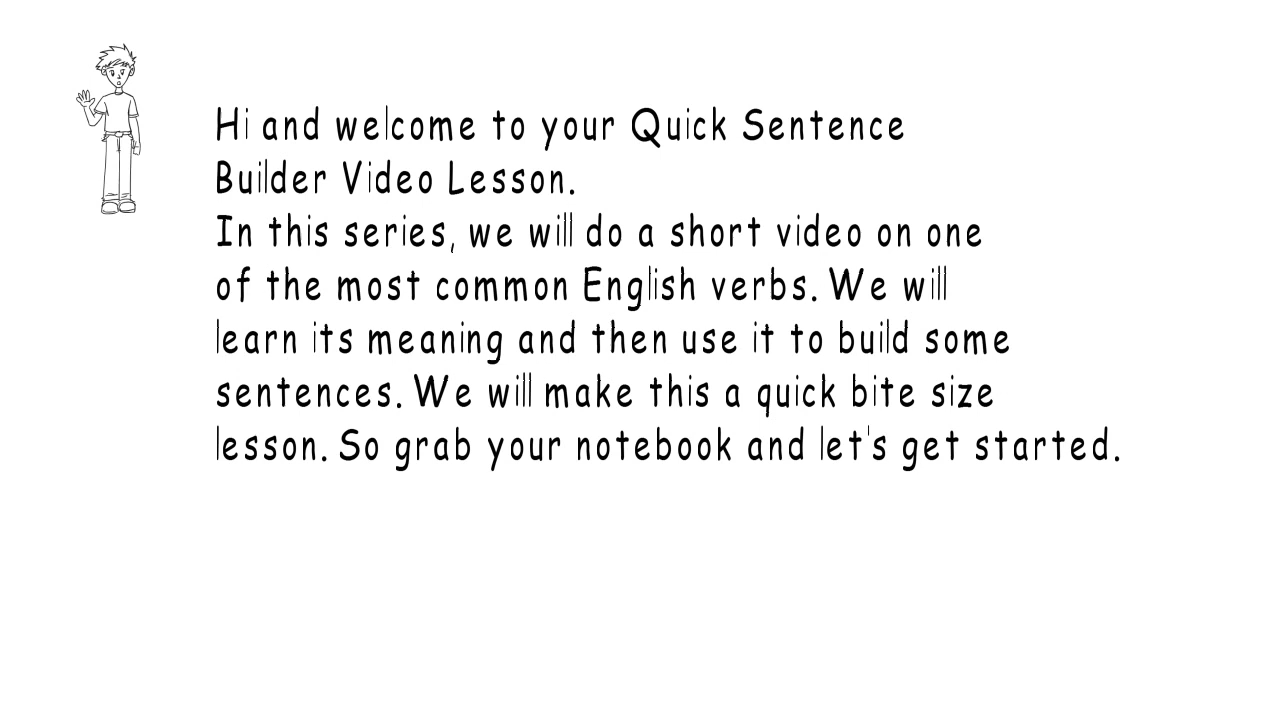 Hi and welcome to your Quick Sentence
Builder Video Lesson.
In this series, we will do a short video on one
of the most common English verbs. We will
learn its meaning and then use it to build some
sentences. We will make this a quick bite size
lesson. So grab your notebook and let's get started.